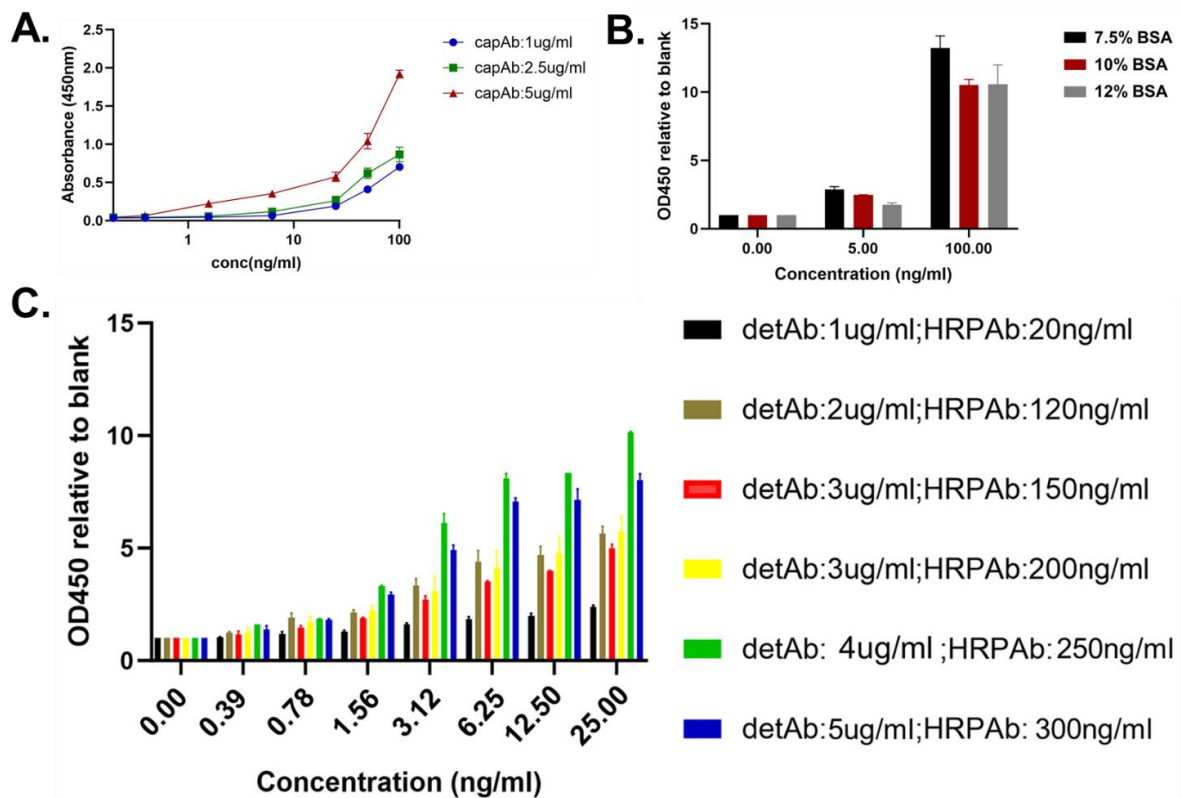 A.
Absorbance (450nm)
2.5
2.0
1.5
1.0
0.5
0.0
1
10
100
conc(ng/ml)
capAb:1ug/ml
capAb:2.5ug/ml
capAb:5ug/ml
B.
OD450 relative to blank
15
10
5
0
0.00
5.00
100.00
Concentration (ng/ml)
7.5% BSA
10% BSA
12% BSA
C.
OD450 relative to blank
15
10
5
0
0.00
0.39
0.78
1.56
3.12
6.25
12.50
25.00
Concentration (ng/ml)
detAb:1ug/ml;HRPAb:20ng/ml
detAb:2ug/ml;HRPAb:120ng/ml
detAb:3ug/ml;HRPAb:150ng/ml
detAb:3ug/ml;HRPAb:200ng/ml
detAb: 4ug/ml ;HRPAb: 250ng/ml
detAb:5ug/ml;HRPAb: 300ng/ml